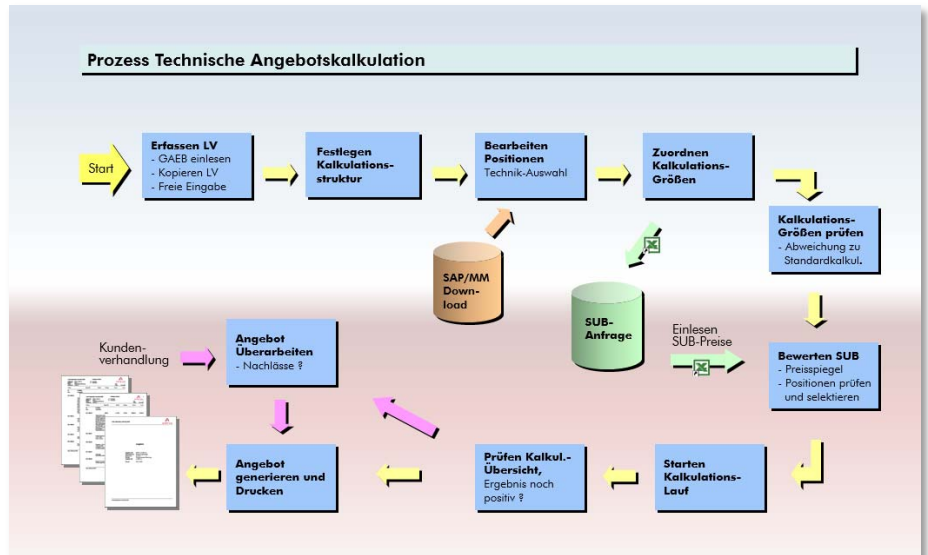 Prozess Technische Angebotskalkulation
Start
Erfassen LV
- GAEB einlesen
- Kopieren LV
- Freie Eingabe
Festlegen
Kalkulations-
struktur
Bearbeiten
Positionen
Technik-Auswahl
Zuordnen
Kalkulations-
Größen
Kalkulations-
Größen prüfen
- Abweichung zu
Standardkalkul.
SAP/MM
Down-
load
SUB-
Anfrage
Einlesen
SUB-Preise
Bewerten SUB
- Preisspiegel
- Positionen prüfen
und selektieren
Kunden-
verhandlung
Angebot
Überarbeiten
- Nachlässe ?
Angebot
generieren und
Drucken
Prüfen Kalkul.-
Übersicht,
Ergebnis noch
positiv ?
Starten
Kalkulations-
Lauf